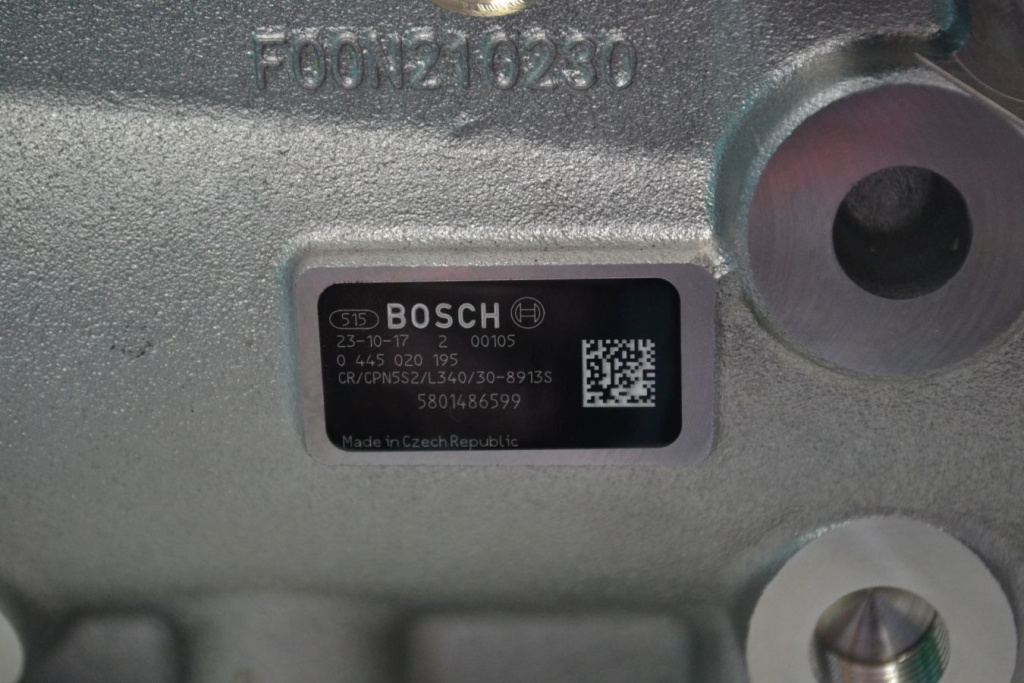 F00N210230
515 BOSCH
23-10-17 2 00105
0 445 020 195
CR/CPN5S2/L340/30-8913S
5801486599
Made in Czech Republic